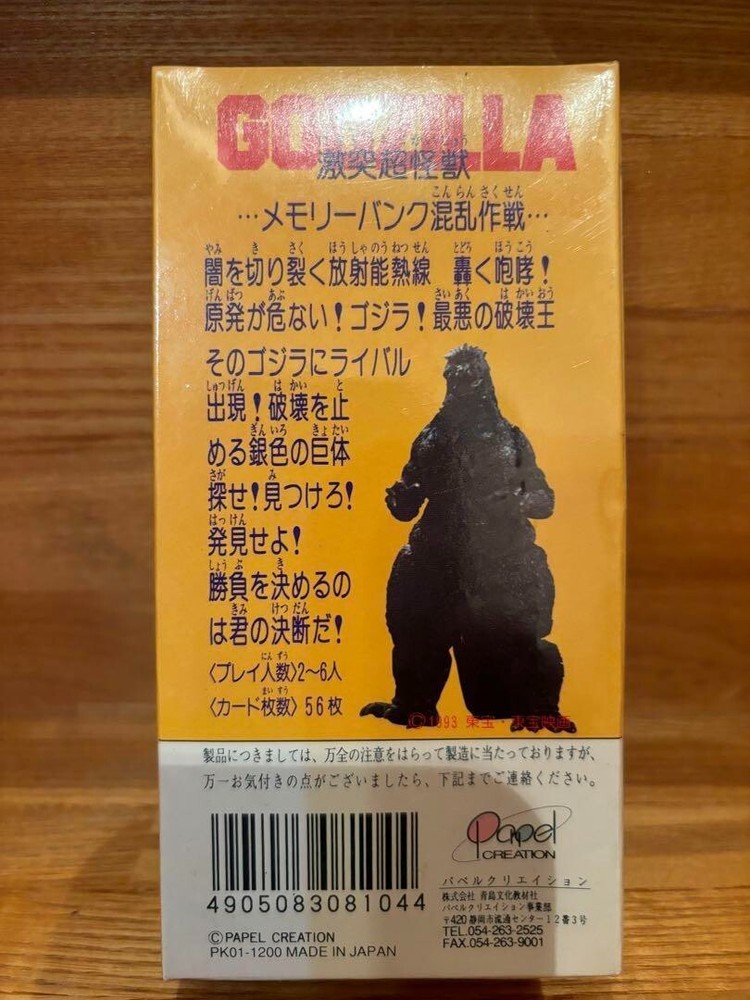 GODZILLA
激突超怪獣
…メモリーバンク混乱作戦…
闇を切り裂く放射能熱線 轟く咆哮!
原発が危ない!ゴジラ!最悪の破壊王
そのゴジラにライバル
出現!破壊を止
める銀色の巨体
探せ!見つけろ!
発見せよ!
勝負を決めるの
は君の決断だ!
〈プレイ人数〉2〜6人
〈カード枚数〉56枚
©1993 東宝・東宝映画
製品につきましては、万全の注意をはらって製造に当たっておりますが、
万一お気付きの点がございましたら、下記までご連絡ください。
Papel
CREATION
パペルクリエイション
株式会社 青島文化教材社
パペルクリエイション事業部
〒420 静岡市流通センター12番3号
TEL.054-263-2525
FAX.054-263-9001
4905083081044
©PAPEL CREATION
PK01-1200 MADE IN JAPAN